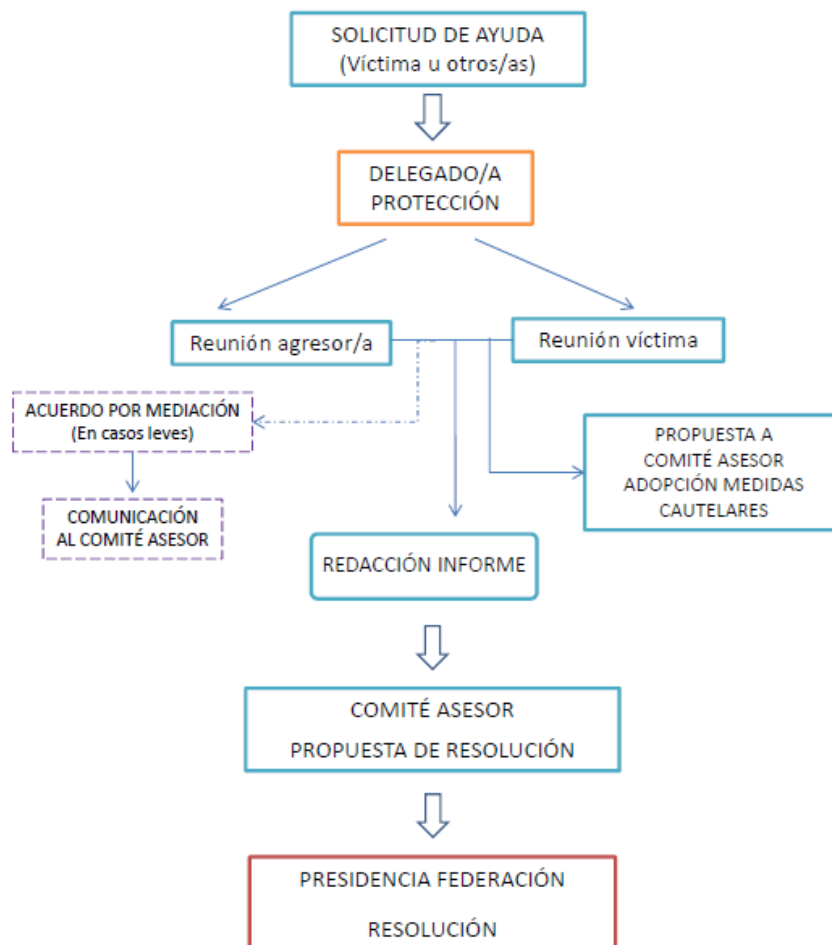 SOLICITUD DE AYUDA
(Víctima u otros/as)
DELEGADO/A
PROTECCIÓN
Reunión agresor/a
Reunión víctima
ACUERDO POR MEDIACIÓN
(En casos leves)
COMUNICACIÓN
AL COMITÉ ASESOR
PROPUESTA A
COMITÉ ASESOR
ADOPCIÓN MEDIDAS
CAUTELARES
REDACCIÓN INFORME
COMITÉ ASESOR
PROPUESTA DE RESOLUCIÓN
PRESIDENCIA FEDERACIÓN
RESOLUCIÓN